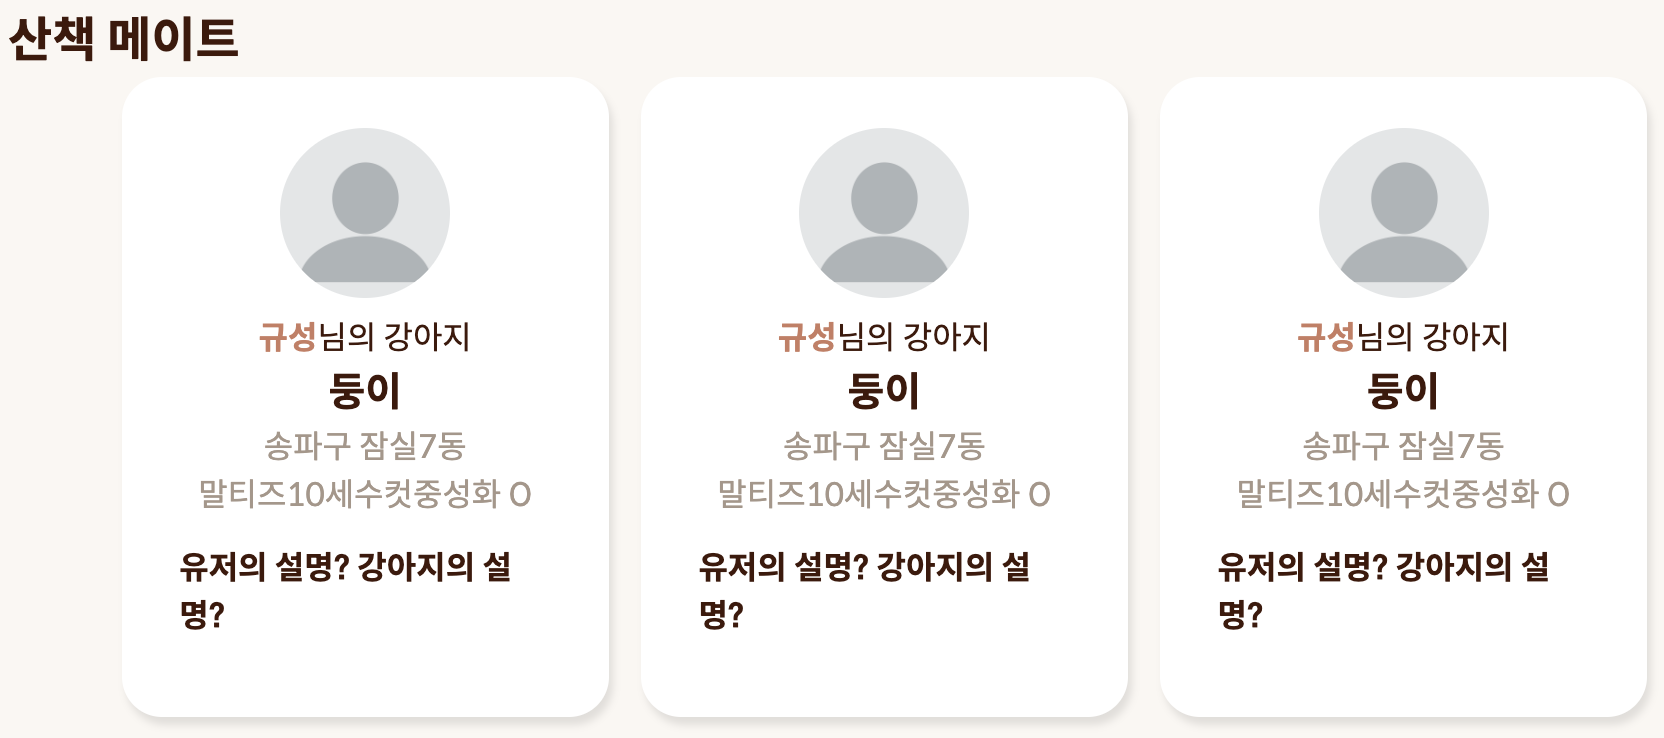 산책 메이트
규성님의 강아지
둥이
송파구 잠실7동
말티즈10세수컷중성화 O
유저의 설명? 강아지의 설
명?
규성님의 강아지
둥이
송파구 잠실7동
말티즈10세수컷중성화 O
유저의 설명? 강아지의 설
명?
규성님의 강아지
둥이
송파구 잠실7동
말티즈10세수컷중성화 O
유저의 설명? 강아지의 설
명?